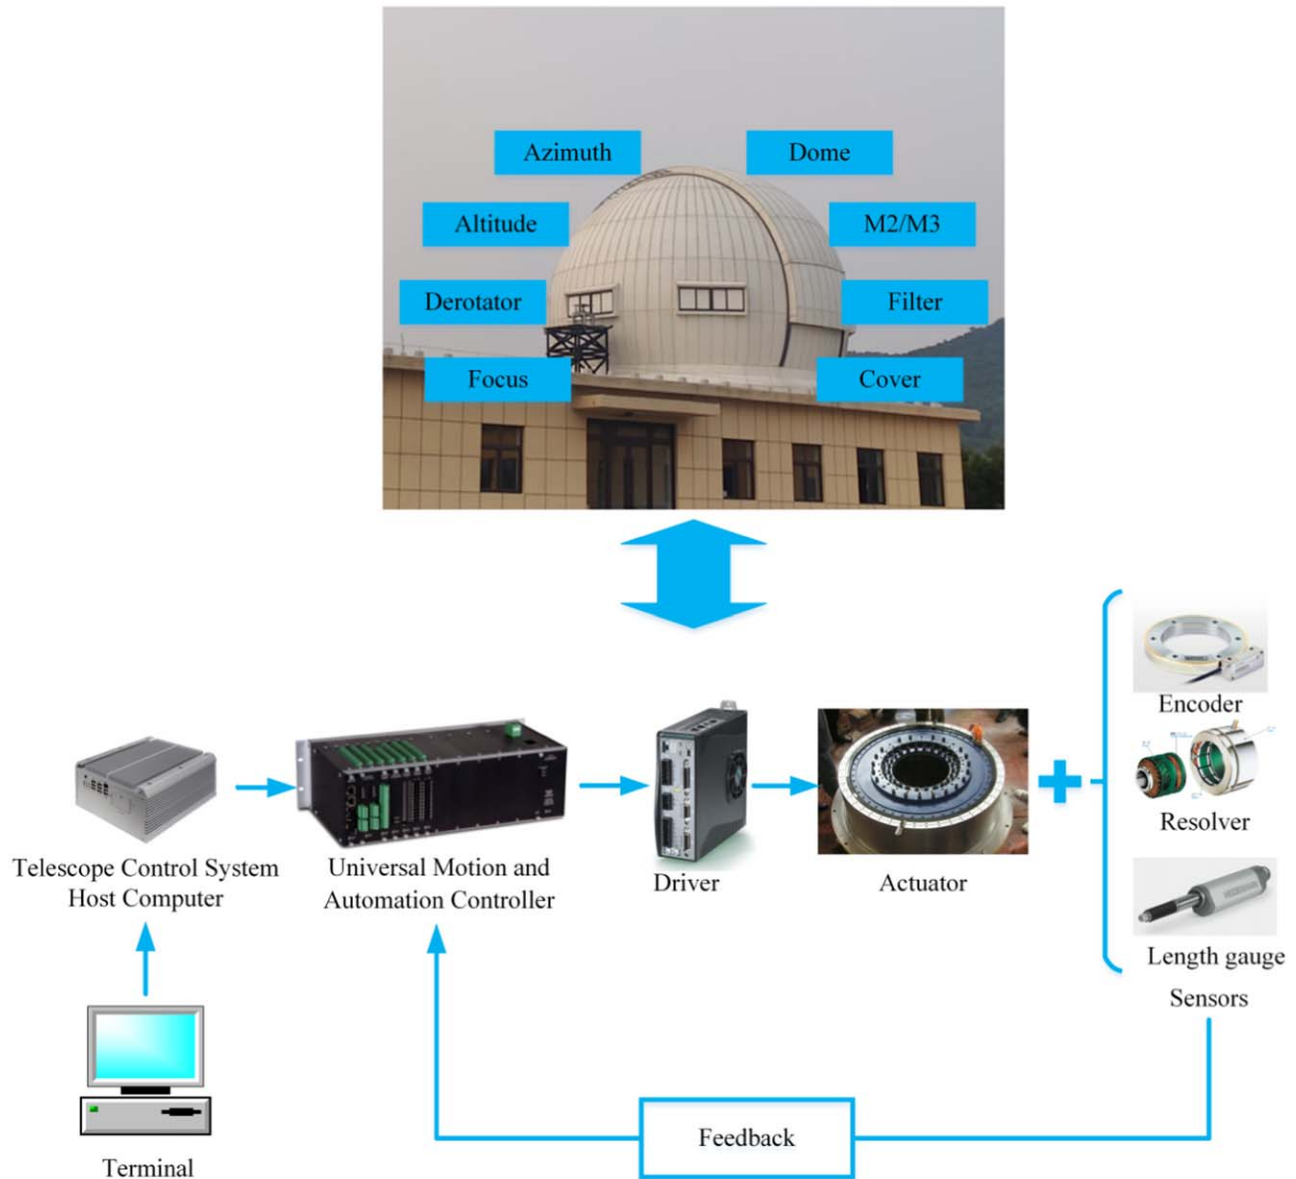 Azimuth
Dome
Altitude
M2/M3
Derotator
Filter
Focus
Cover
Encoder
Resolver
Length gauge
Sensors
Telescope Control System
Host Computer
Universal Motion and
Automation Controller
Driver
Actuator
Feedback
Terminal